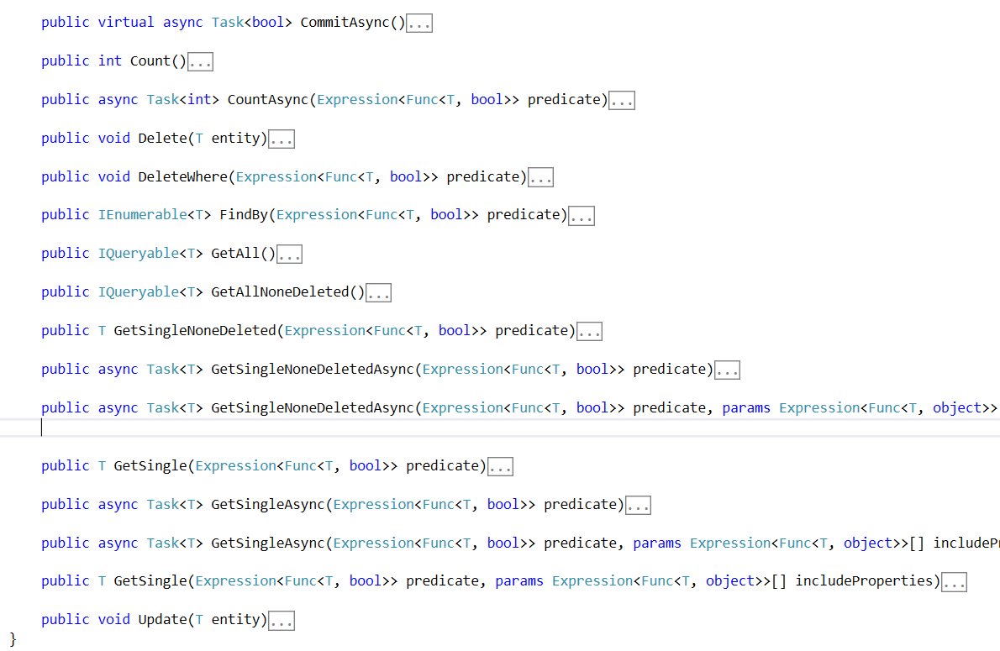 public virtual async Task<bool> CommitAsync()...
public int Count()...
public async Task<int> CountAsync(Expression<Func<T, bool>> predicate)...
public void Delete(T entity)...
public void DeleteWhere(Expression<Func<T, bool>> predicate)...
public IEnumerable<T> FindBy(Expression<Func<T, bool>> predicate)...
public IQueryable<T> GetAll()...
public IQueryable<T> GetAllNoneDeleted()...
public T GetSingleNoneDeleted(Expression<Func<T, bool>> predicate)...
public async Task<T> GetSingleNoneDeletedAsync(Expression<Func<T, bool>> predicate)...
public async Task<T> GetSingleNoneDeletedAsync(Expression<Func<T, bool>> predicate, params Expression<Func<T, object>>
public T GetSingle(Expression<Func<T, bool>> predicate)...
public async Task<T> GetSingleAsync(Expression<Func<T, bool>> predicate)...
public async Task<T> GetSingleAsync(Expression<Func<T, bool>> predicate, params Expression<Func<T, object>>[] includeP
public T GetSingle(Expression<Func<T, bool>> predicate, params Expression<Func<T, object>>[] includeProperties)...
public void Update(T entity)...
}